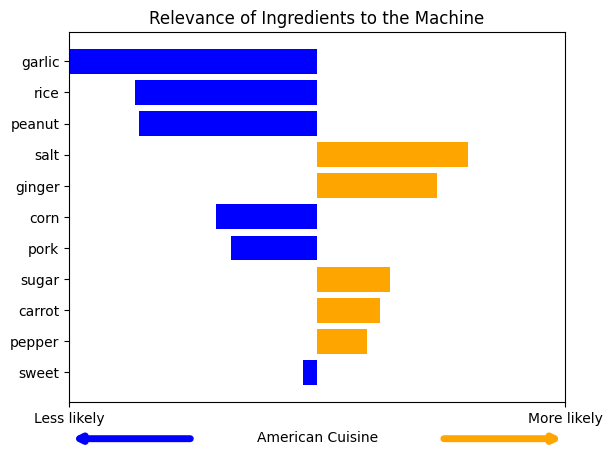 Relevance of Ingredients to the Machine
garlic
rice
peanut
salt
ginger
corn
pork
sugar
carrot
pepper
sweet
Less likely
More likely
American Cuisine